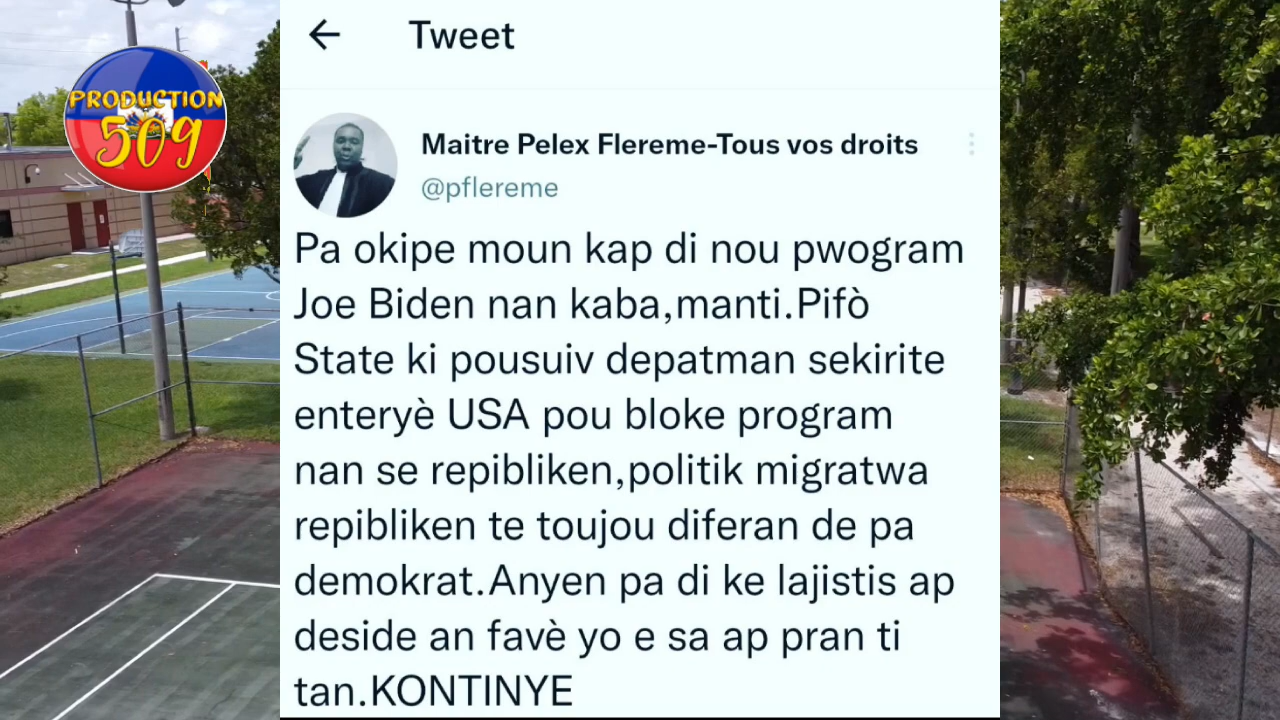 PRODUCTION
509
Tweet
Maitre Pelex Flereme-Tous vos droits
@pflereme
Pa okipe moun kap di nou pwogram
Joe Biden nan kaba,manti.Pifò
State ki pousuiv depatman sekirite
enteryè USA pou bloke program
nan se repibliken,politik migratwa
repibliken te toujou diferan de pa
demokrat.Anyen pa di ke lajistis ap
deside an favè yo e sa ap pran ti
tan.KONTINYE